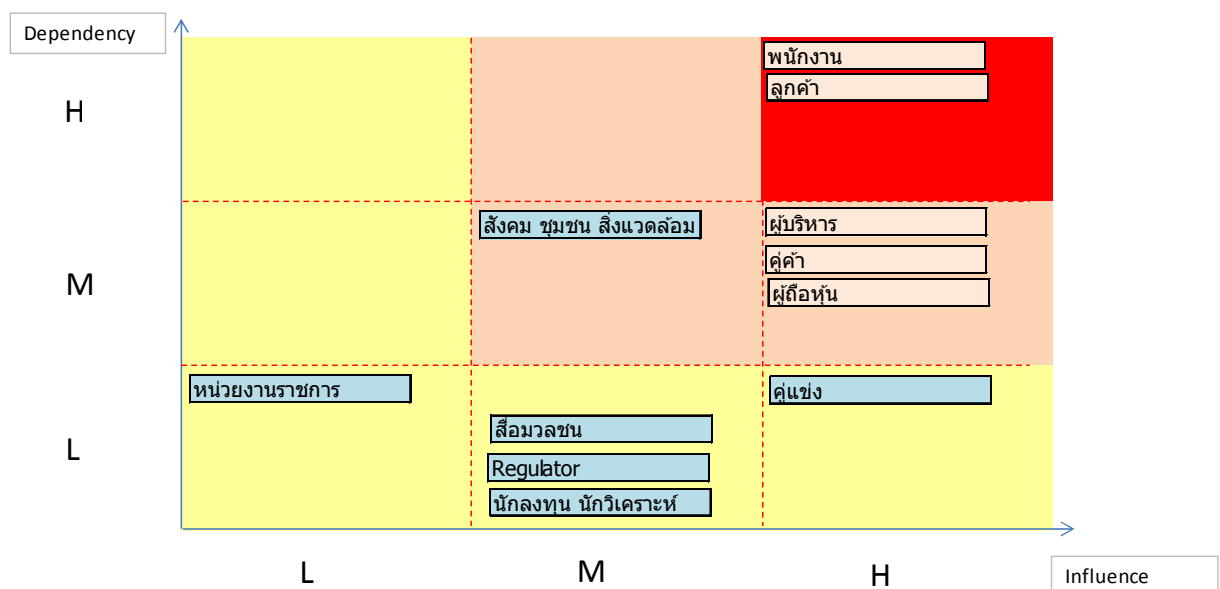 Dependency
H
พนักงาน
ลูกค้า
M
สังคม ชุมชน สิ่งแวดล้อม
ผู้บริหาร
คู่ค้า
ผู้ถือหุ้น
L
หน่วยงานราชการ
คู่แข่ง
สื่อมวลชน
Regulator
นักลงทุน นักวิเคราะห์
L
M
H
Influence